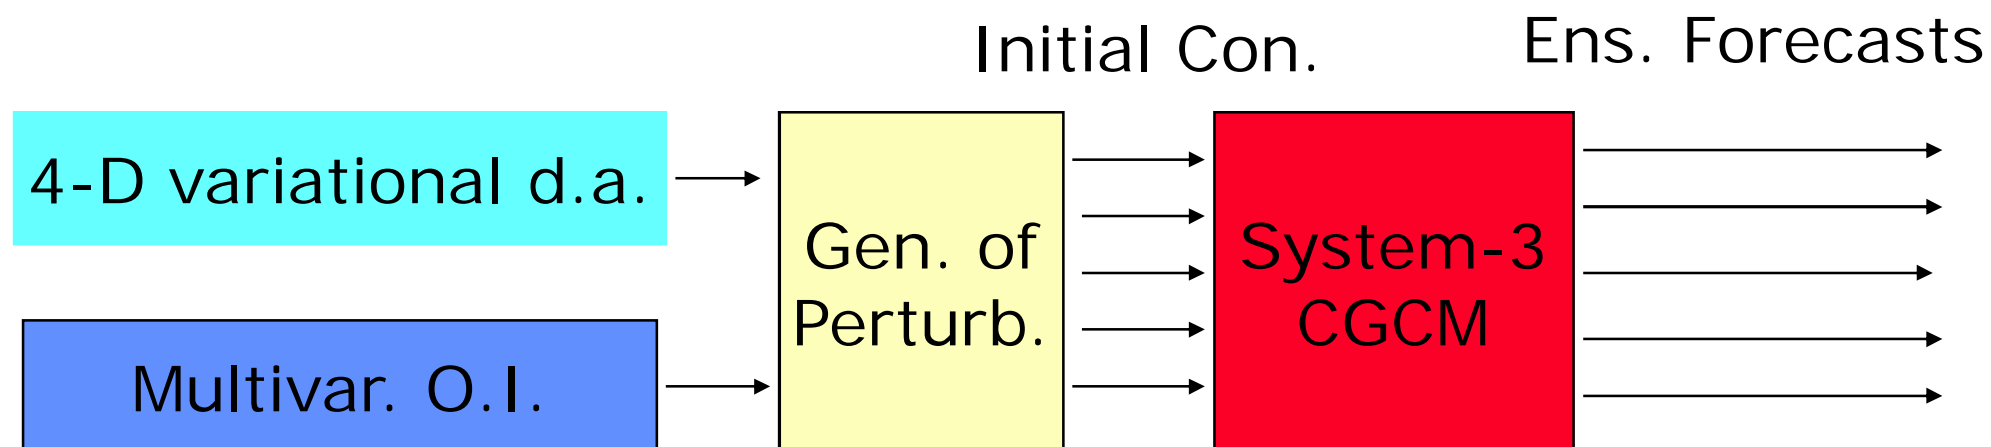 Initial Con.
Ens. Forecasts
4-D variational d.a.
Multivar. O.I.
Gen. of
Perturb.
System-3
CGCM